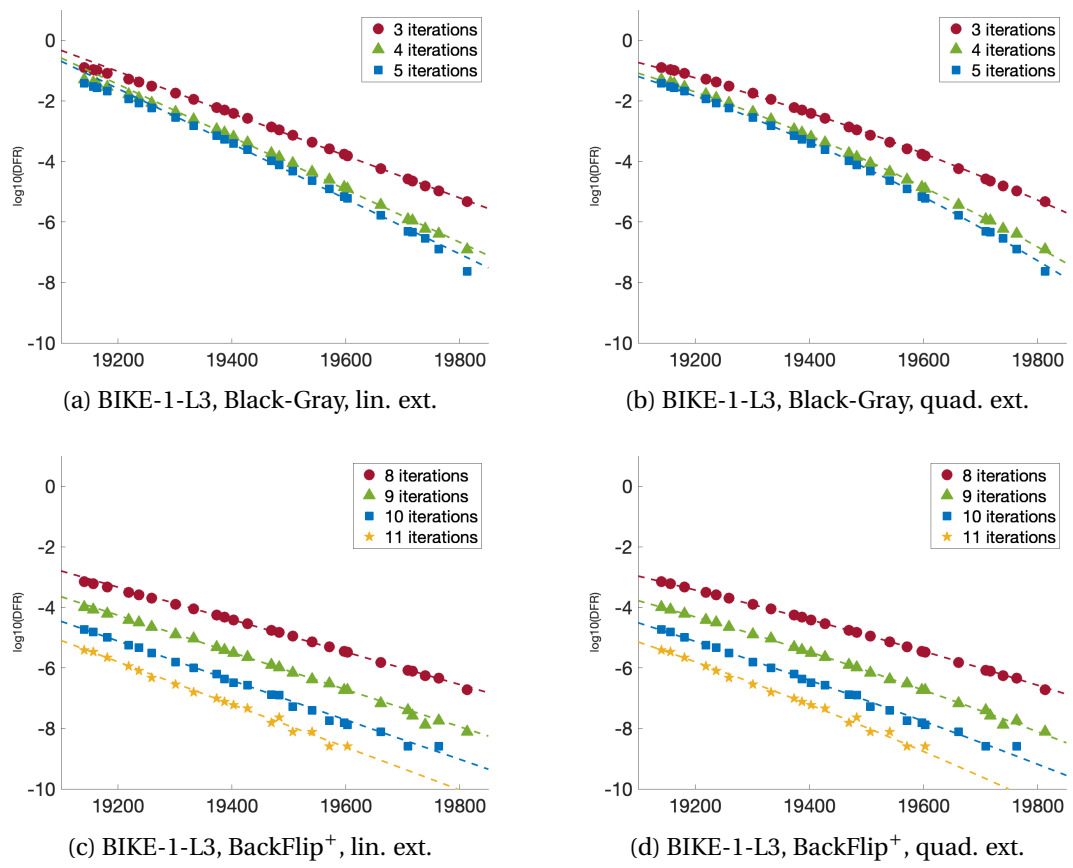 3 iterations
4 iterations
5 iterations
0
-2
-4
-6
-8
-10
log10(DFR)
19200 19400 19600 19800
(a) BIKE-1-L3, Black-Gray, lin. ext.
3 iterations
4 iterations
5 iterations
0
-2
-4
-6
-8
-10
log10(DFR)
19200 19400 19600 19800
(b) BIKE-1-L3, Black-Gray, quad. ext.
8 iterations
9 iterations
10 iterations
11 iterations
0
-2
-4
-6
-8
-10
log10(DFR)
19200 19400 19600 19800
(c) BIKE-1-L3, BackFlip⁺, lin. ext.
8 iterations
9 iterations
10 iterations
11 iterations
0
-2
-4
-6
-8
-10
log10(DFR)
19200 19400 19600 19800
(d) BIKE-1-L3, BackFlip⁺, quad. ext.